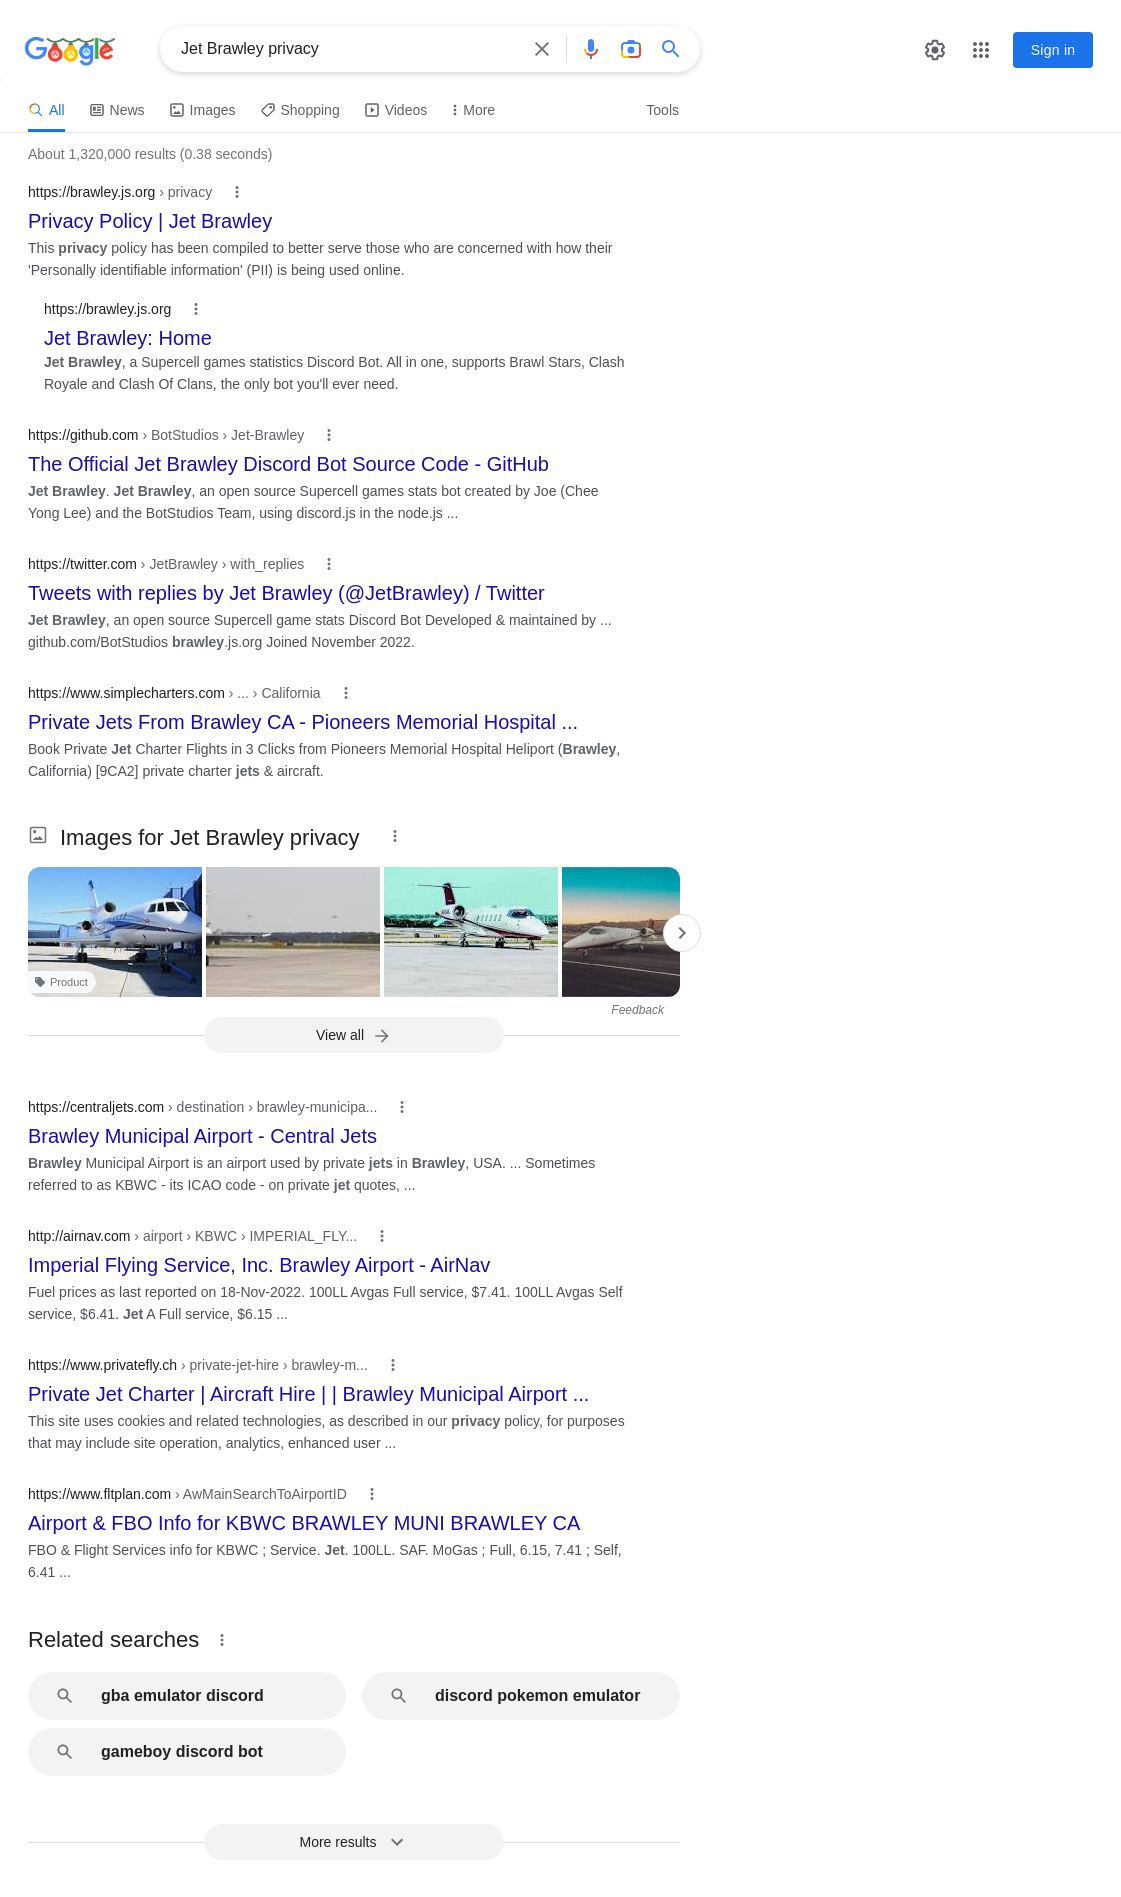 Google
Jet Brawley privacy
Sign in
All News Images Shopping Videos More Tools
About 1,320,000 results (0.38 seconds)
https://brawley.js.org › privacy
Privacy Policy | Jet Brawley
This privacy policy has been compiled to better serve those who are concerned with how their
'Personally identifiable information' (PII) is being used online.
https://brawley.js.org
Jet Brawley: Home
Jet Brawley, a Supercell games statistics Discord Bot. All in one, supports Brawl Stars, Clash
Royale and Clash Of Clans, the only bot you'll ever need.
https://github.com › BotStudios › Jet-Brawley
The Official Jet Brawley Discord Bot Source Code - GitHub
Jet Brawley. Jet Brawley, an open source Supercell games stats bot created by Joe (Chee
Yong Lee) and the BotStudios Team, using discord.js in the node.js ...
https://twitter.com › JetBrawley › with_replies
Tweets with replies by Jet Brawley (@JetBrawley) / Twitter
Jet Brawley, an open source Supercell game stats Discord Bot Developed & maintained by ...
github.com/BotStudios brawley.js.org Joined November 2022.
https://www.simplecharters.com › ... › California
Private Jets From Brawley CA - Pioneers Memorial Hospital ...
Book Private Jet Charter Flights in 3 Clicks from Pioneers Memorial Hospital Heliport (Brawley,
California) [9CA2] private charter jets & aircraft.
Images for Jet Brawley privacy
Product
Feedback
View all
https://centraljets.com › destination › brawley-municipa...
Brawley Municipal Airport - Central Jets
Brawley Municipal Airport is an airport used by private jets in Brawley, USA. ... Sometimes
referred to as KBWC - its ICAO code - on private jet quotes, ...
http://airnav.com › airport › KBWC › IMPERIAL_FLY...
Imperial Flying Service, Inc. Brawley Airport - AirNav
Fuel prices as last reported on 18-Nov-2022. 100LL Avgas Full service, $7.41. 100LL Avgas Self
service, $6.41. Jet A Full service, $6.15 ...
https://www.privatefly.ch › private-jet-hire › brawley-m...
Private Jet Charter | Aircraft Hire | | Brawley Municipal Airport ...
This site uses cookies and related technologies, as described in our privacy policy, for purposes
that may include site operation, analytics, enhanced user ...
https://www.fltplan.com › AwMainSearchToAirportID
Airport & FBO Info for KBWC BRAWLEY MUNI BRAWLEY CA
FBO & Flight Services info for KBWC ; Service. Jet. 100LL. SAF. MoGas ; Full, 6.15, 7.41 ; Self,
6.41 ...
Related searches
gba emulator discord
discord pokemon emulator
gameboy discord bot
More results